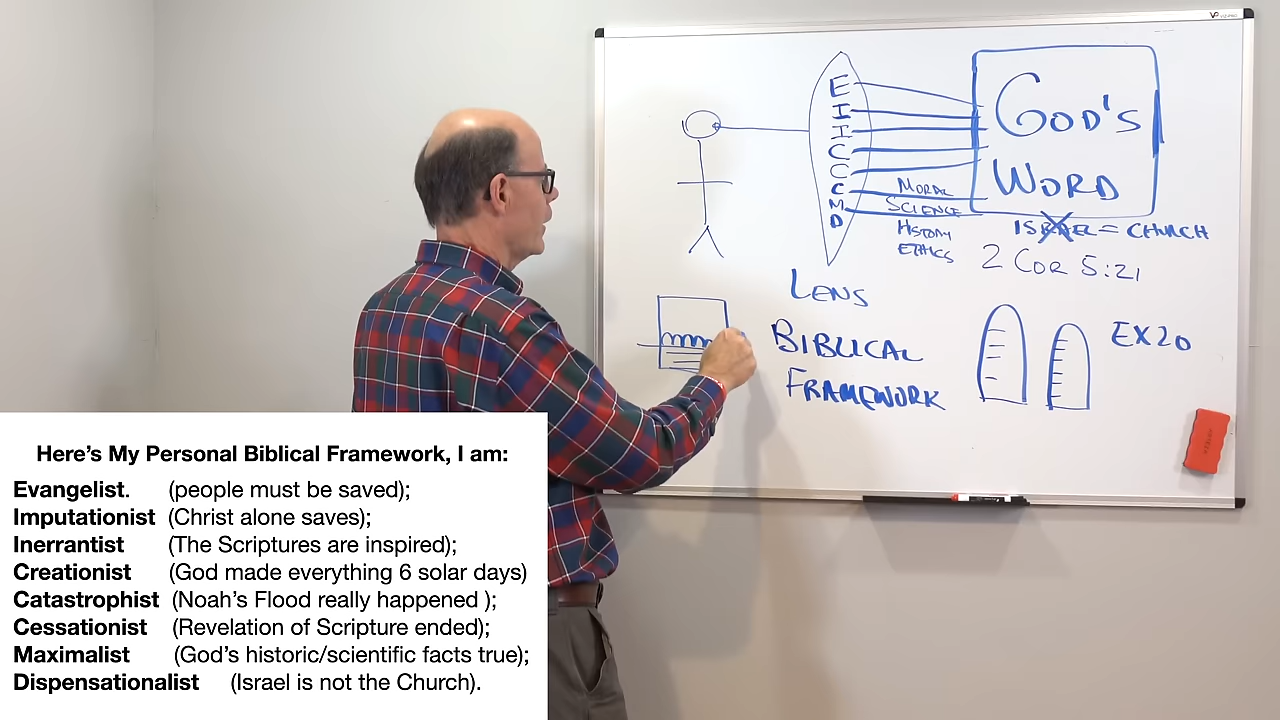 E
I
I
C
C
C
M
D
GOD'S
WORD
MORAL
SCIENCE
HISTORY
ETHICS
ISRAEL = CHURCH
2 COR 5:21
LENS
BIBLICAL
FRAMEWORK
EX20
Here's My Personal Biblical Framework, I am:
Evangelist. (people must be saved);
Imputationist (Christ alone saves);
Inerrantist (The Scriptures are inspired);
Creationist (God made everything 6 solar days)
Catastrophist (Noah's Flood really happened );
Cessationist (Revelation of Scripture ended);
Maximalist (God's historic/scientific facts true);
Dispensationalist (Israel is not the Church).